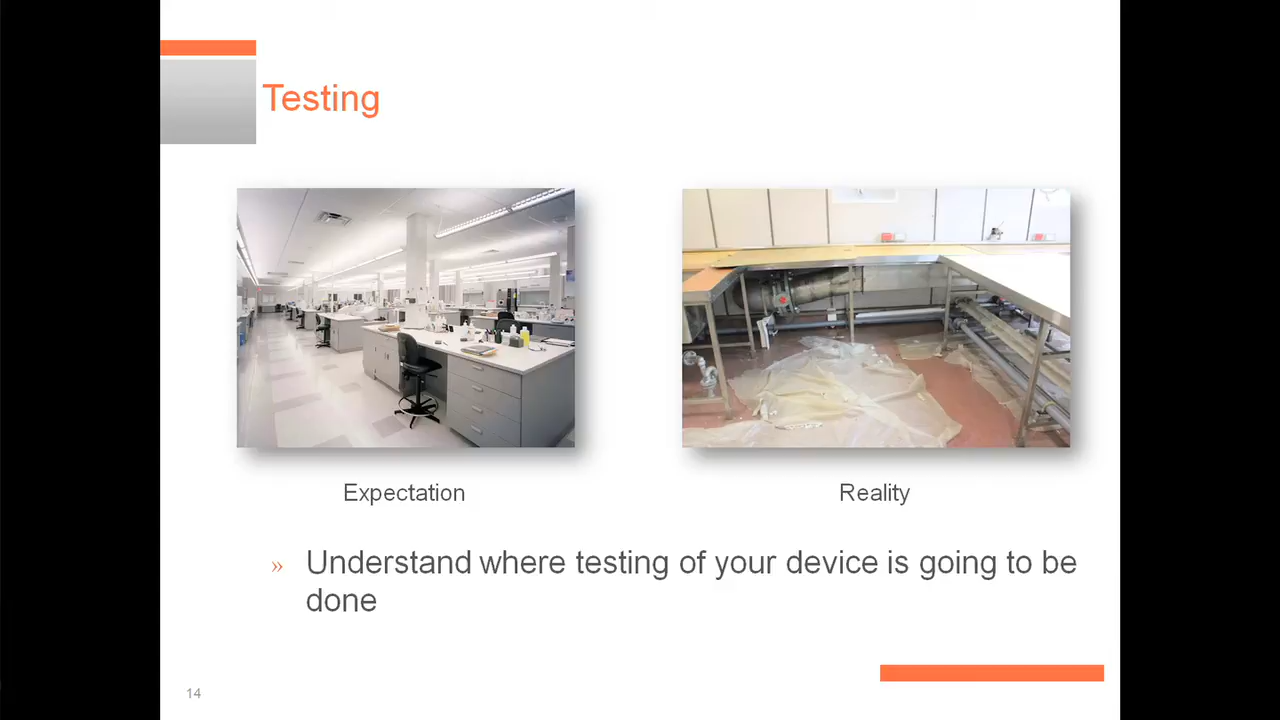 Testing
Expectation
Reality
» Understand where testing of your device is going to be
done
14